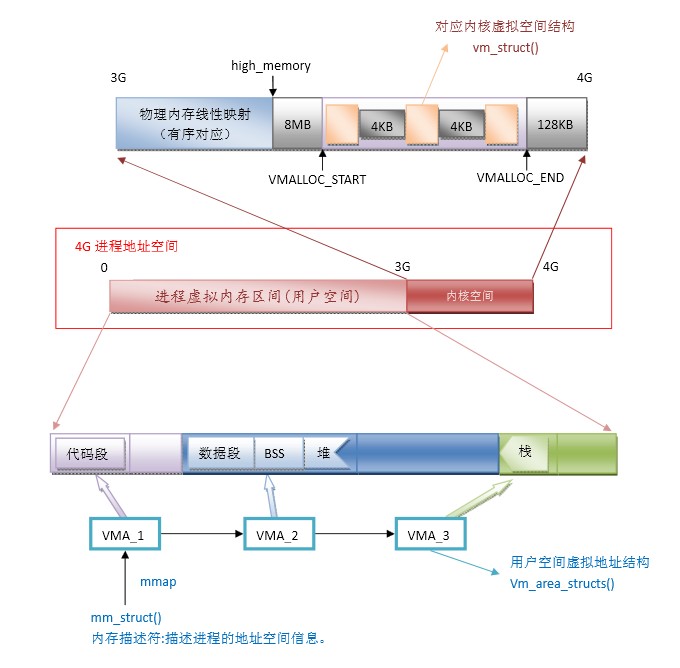 对应内核虚拟空间结构
vm_struct()
3G
high_memory
4G
物理内存线性映射
（有序对应）
8MB
4KB
4KB
128KB
VMALLOC_START
VMALLOC_END
4G 进程地址空间
0
3G
4G
进程虚拟内存区间(用户空间)
内核空间
代码段
数据段
BSS
堆
栈
VMA_1
VMA_2
VMA_3
用户空间虚拟地址结构
Vm_area_structs()
mmap
mm_struct()
内存描述符:描述进程的地址空间信息。